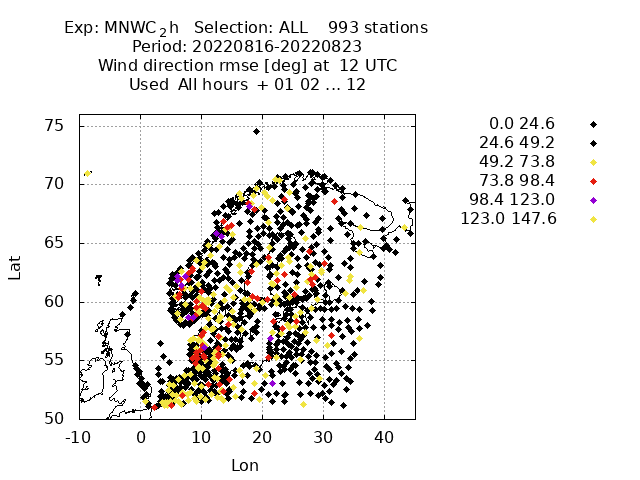 Exp: MNWC_2h Selection: ALL 993 stations
Period: 20220816-20220823
Wind direction rmse [deg] at 12 UTC
Used All hours + 01 02 ... 12
0.0 24.6
24.6 49.2
49.2 73.8
73.8 98.4
98.4 123.0
123.0 147.6
75
70
65
60
55
50
Lat
-10 0 10 20 30 40
Lon